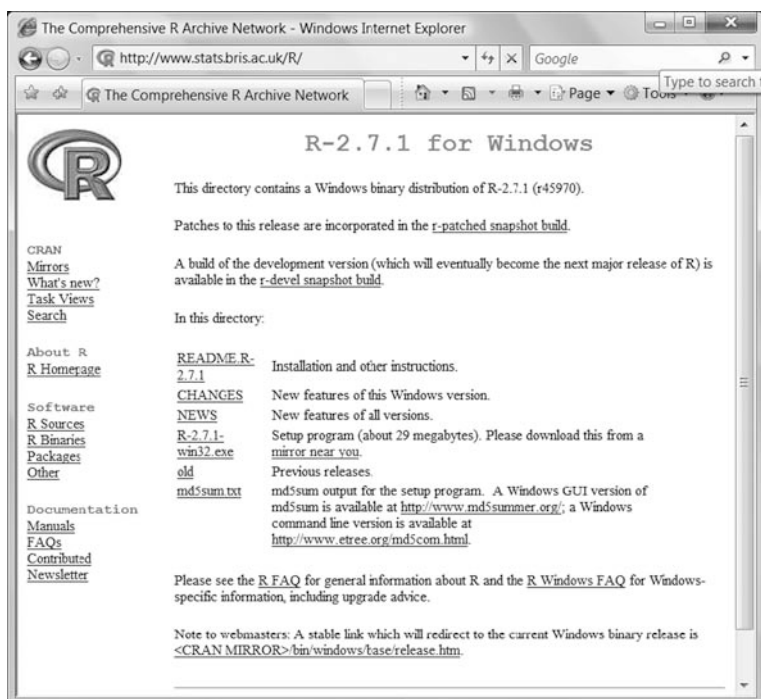 The Comprehensive R Archive Network - Windows Internet Explorer
http://www.stats.bris.ac.uk/R/
Google
The Comprehensive R Archive Network
Page
Tools
Type to search
R
R-2.7.1 for Windows
This directory contains a Windows binary distribution of R-2.7.1 (r45970).
Patches to this release are incorporated in the r-patched snapshot build.
A build of the development version (which will eventually become the next major release of R) is
available in the r-devel snapshot build.
In this directory:
README.R-
2.7.1
Installation and other instructions.
CHANGES
New features of this Windows version.
NEWS
New features of all versions.
R-2.7.1-
win32.exe
Setup program (about 29 megabytes). Please download this from a
mirror near you.
old
Previous releases.
md5sum.txt
md5sum output for the setup program. A Windows GUI version of
md5sum is available at http://www.md5summer.org/; a Windows
command line version is available at
http://www.etree.org/md5com.html.
Please see the R FAQ for general information about R and the R Windows FAQ for Windows-
specific information, including upgrade advice.
Note to webmasters: A stable link which will redirect to the current Windows binary release is
<CRAN MIRROR>/bin/windows/base/release.htm.
CRAN
Mirrors
What's new?
Task Views
Search
About R
R Homepage
Software
R Sources
R Binaries
Packages
Other
Documentation
Manuals
FAQs
Contributed
Newsletter